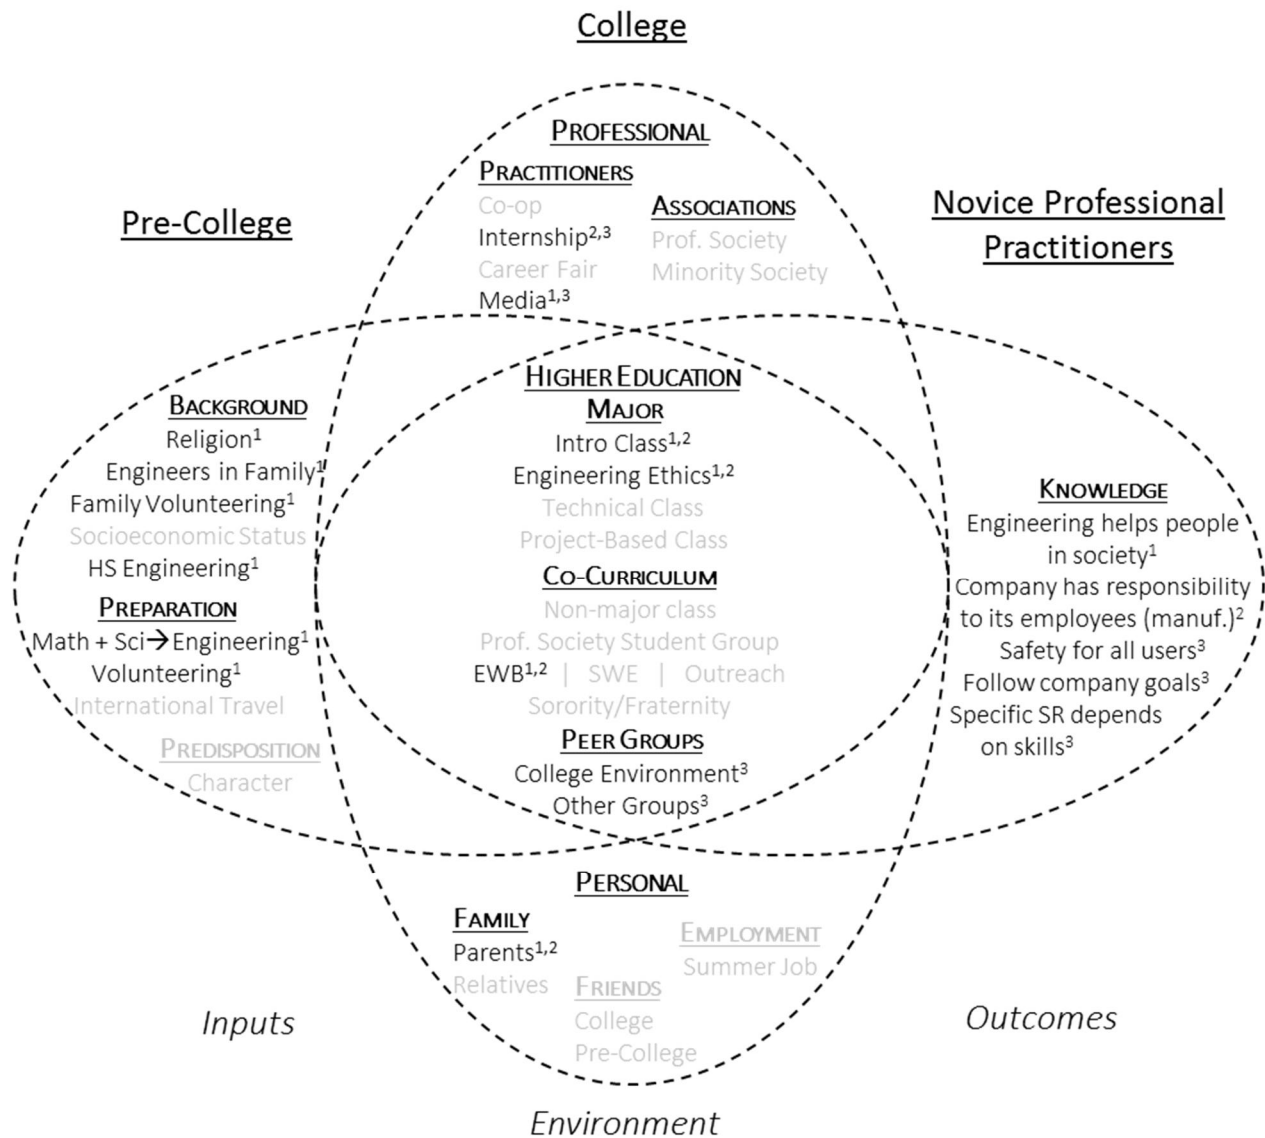 College
Pre-College
Novice Professional
Practitioners
PROFESSIONAL
PRACTITIONERS
Co-op
Internship2,3
Career Fair
Media1,3
ASSOCIATIONS
Prof. Society
Minority Society
BACKGROUND
Religion1
Engineers in Family1
Family Volunteering1
Socioeconomic Status
HS Engineering1
PREPARATION
Math + Sci→Engineering1
Volunteering1
International Travel
PREDISPOSITION
Character
HIGHER EDUCATION
MAJOR
Intro Class1,2
Engineering Ethics1,2
Technical Class
Project-Based Class
CO-CURRICULUM
Non-major class
Prof. Society Student Group
EWB1,2 | SWE | Outreach
Sorority/Fraternity
PEER GROUPS
College Environment3
Other Groups3
KNOWLEDGE
Engineering helps people
in society1
Company has responsibility
to its employees (manuf.)2
Safety for all users3
Follow company goals3
Specific SR depends
on skills3
PERSONAL
FAMILY
Parents1,2
Relatives
EMPLOYMENT
Summer Job
FRIENDS
College
Pre-College
Inputs
Outcomes
Environment